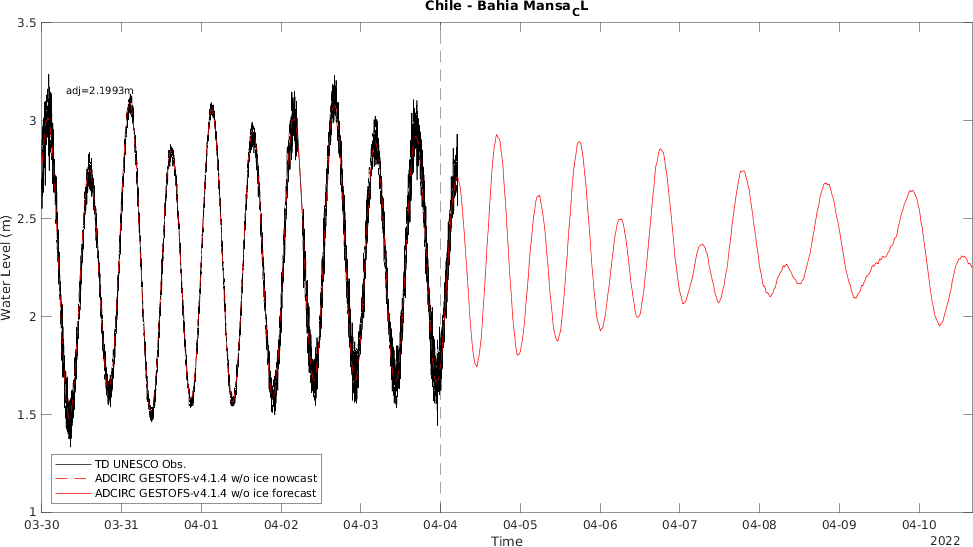 Chile - Bahia Mansa_CL
adj=2.1993m
3.5
3
2.5
2
1.5
1
Water Level (m)
TD UNESCO Obs.
ADCIRC GESTOFS-v4.1.4 w/o ice nowcast
ADCIRC GESTOFS-v4.1.4 w/o ice forecast
03-30 03-31 04-01 04-02 04-03 04-04 04-05 04-06 04-07 04-08 04-09 04-10
Time
2022